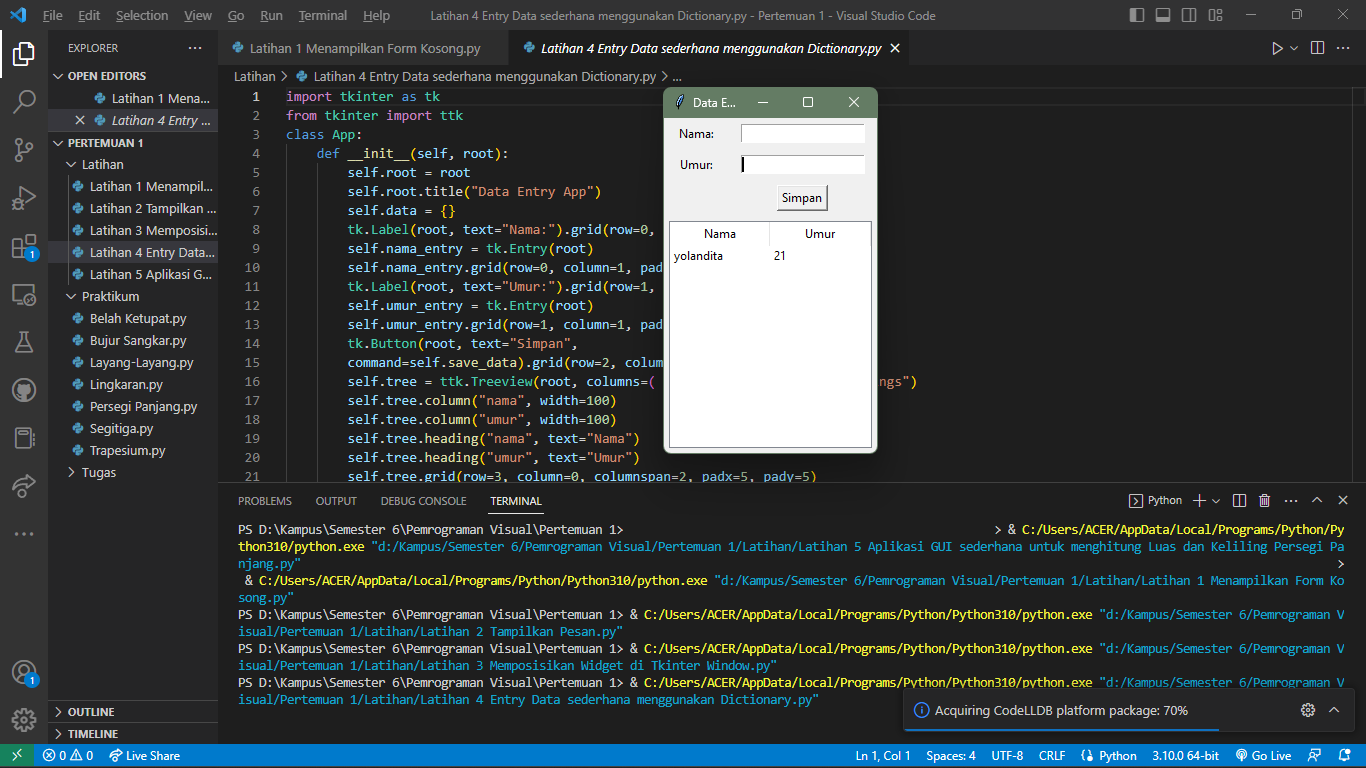 File Edit Selection View Go Run Terminal Help
Latihan 4 Entry Data sederhana menggunakan Dictionary.py - Pertemuan 1 - Visual Studio Code
EXPLORER
OPEN EDITORS
Latihan 1 Mena...
Latihan 4 Entry ...
PERTEMUAN 1
Latihan
Latihan 1 Menampil...
Latihan 2 Tampilkan ...
Latihan 3 Memposisi...
Latihan 4 Entry Data...
Latihan 5 Aplikasi G...
Praktikum
Belah Ketupat.py
Bujur Sangkar.py
Layang-Layang.py
Lingkaran.py
Persegi Panjang.py
Segitiga.py
Trapesium.py
Tugas
OUTLINE
TIMELINE
1
1
Latihan 1 Menampilkan Form Kosong.py
Latihan 4 Entry Data sederhana menggunakan Dictionary.py
Latihan > Latihan 4 Entry Data sederhana menggunakan Dictionary.py > ...
1 import tkinter as tk
2 from tkinter import ttk
3 class App:
4 def __init__(self, root):
5 self.root = root
6 self.root.title("Data Entry App")
7 self.data = {}
8 tk.Label(root, text="Nama:").grid(row=0,
9 self.nama_entry = tk.Entry(root)
10 self.nama_entry.grid(row=0, column=1, pad
11 tk.Label(root, text="Umur:").grid(row=1,
12 self.umur_entry = tk.Entry(root)
13 self.umur_entry.grid(row=1, column=1, pad
14 tk.Button(root, text="Simpan",
15 command=self.save_data).grid(row=2, colum
16 self.tree = ttk.Treeview(root, columns=( ngs")
17 self.tree.column("nama", width=100)
18 self.tree.column("umur", width=100)
19 self.tree.heading("nama", text="Nama")
20 self.tree.heading("umur", text="Umur")
21 self.tree.grid(row=3, column=0, columnspan=2, padx=5, pady=5)
Data E...
Nama:
Umur:
Simpan
Nama Umur
yolandita 21
PROBLEMS OUTPUT DEBUG CONSOLE TERMINAL
Python
PS D:\Kampus\Semester 6\Pemrograman Visual\Pertemuan 1> > & C:/Users/ACER/AppData/Local/Programs/Python/Py
thon310/python.exe "d:/Kampus/Semester 6/Pemrograman Visual/Pertemuan 1/Latihan/Latihan 5 Aplikasi GUI sederhana untuk menghitung Luas dan Keliling Persegi Pa
njang.py" >
& C:/Users/ACER/AppData/Local/Programs/Python/Python310/python.exe "d:/Kampus/Semester 6/Pemrograman Visual/Pertemuan 1/Latihan/Latihan 1 Menampilkan Form Ko
song.py"
PS D:\Kampus\Semester 6\Pemrograman Visual\Pertemuan 1> & C:/Users/ACER/AppData/Local/Programs/Python/Python310/python.exe "d:/Kampus/Semester 6/Pemrograman V
isual/Pertemuan 1/Latihan/Latihan 2 Tampilkan Pesan.py"
PS D:\Kampus\Semester 6\Pemrograman Visual\Pertemuan 1> & C:/Users/ACER/AppData/Local/Programs/Python/Python310/python.exe "d:/Kampus/Semester 6/Pemrograman V
isual/Pertemuan 1/Latihan/Latihan 3 Memposisikan Widget di Tkinter Window.py"
PS D:\Kampus\Semester 6\Pemrograman Visual\Pertemuan 1> & C:/Users/ACER/AppData/Local/Programs/Python/Python310/python.exe "d:/Kampus/Semester 6/Pemrograman V
isual/Pertemuan 1/Latihan/Latihan 4 Entry Data sederhana menggunakan Dictionary.py"
Acquiring CodeLLDB platform package: 70%
0 0 Live Share
Ln 1, Col 1 Spaces: 4 UTF-8 CRLF Python 3.10.0 64-bit Go Live